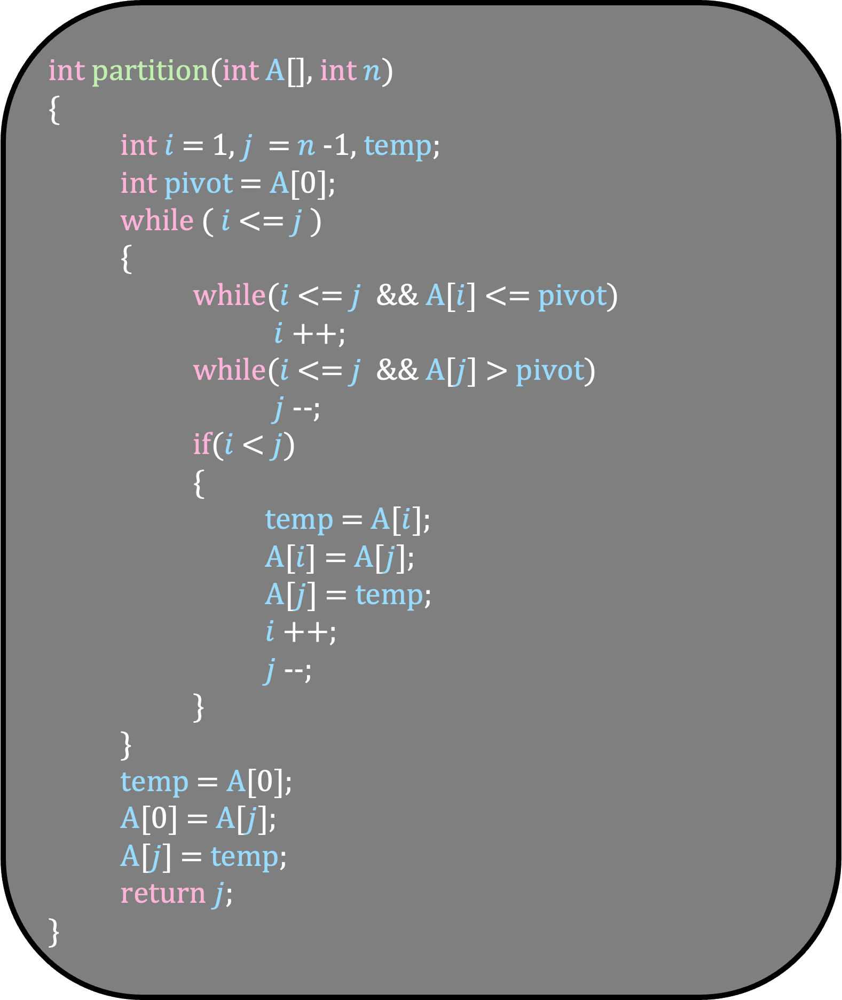 int partition(int A[], int n)
{
int i = 1, j = n -1, temp;
int pivot = A[0];
while ( i <= j )
{
while(i <= j && A[i] <= pivot)
i ++;
while(i <= j && A[j] > pivot)
j --;
if(i < j)
{
temp = A[i];
A[i] = A[j];
A[j] = temp;
i ++;
j --;
}
}
temp = A[0];
A[0] = A[j];
A[j] = temp;
return j;
}